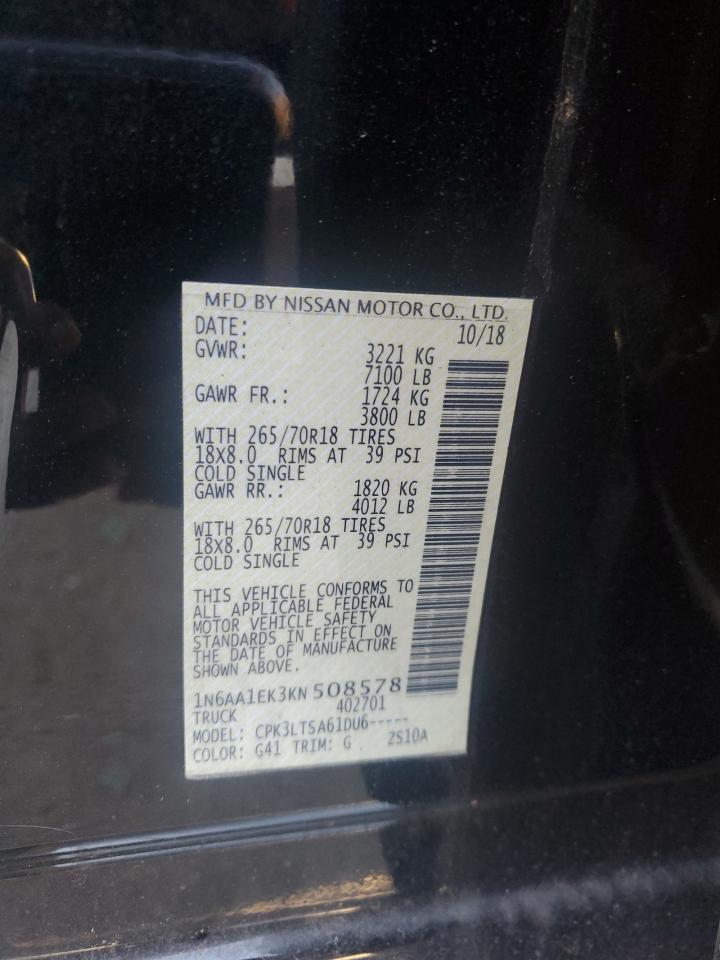 MFD BY NISSAN MOTOR CO., LTD.
DATE: 10/18
GVWR: 3221 KG
7100 LB
GAWR FR.: 1724 KG
3800 LB
WITH 265/70R18 TIRES
18X8.0 RIMS AT 39 PSI
COLD SINGLE
GAWR RR.: 1820 KG
4012 LB
WITH 265/70R18 TIRES
18X8.0 RIMS AT 39 PSI
COLD SINGLE
THIS VEHICLE CONFORMS TO
ALL APPLICABLE FEDERAL
MOTOR VEHICLE SAFETY
STANDARDS IN EFFECT ON
THE DATE OF MANUFACTURE
SHOWN ABOVE.
1N6AA1EK3KN508578
TRUCK 402701
MODEL: CPK3LTSA61DU6-----
COLOR: G41 TRIM: G 2S10A